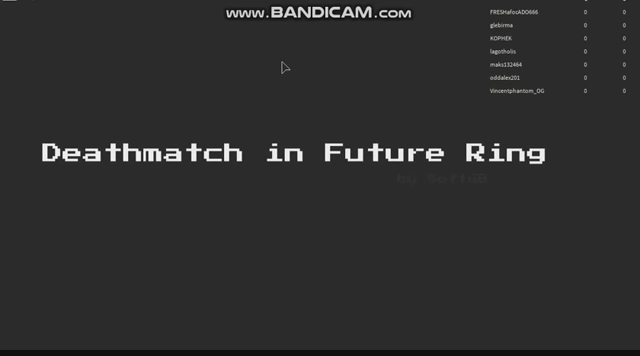 www.BANDICAM.com
FRESHafocADO666 0 0
glebirma 0 0
KOPHEK 0 0
lagotholis 0 0
maks132464 0 0
oddalex201 0 0
Vincentphantom_OG 0 0
Deathmatch in Future Ring
by